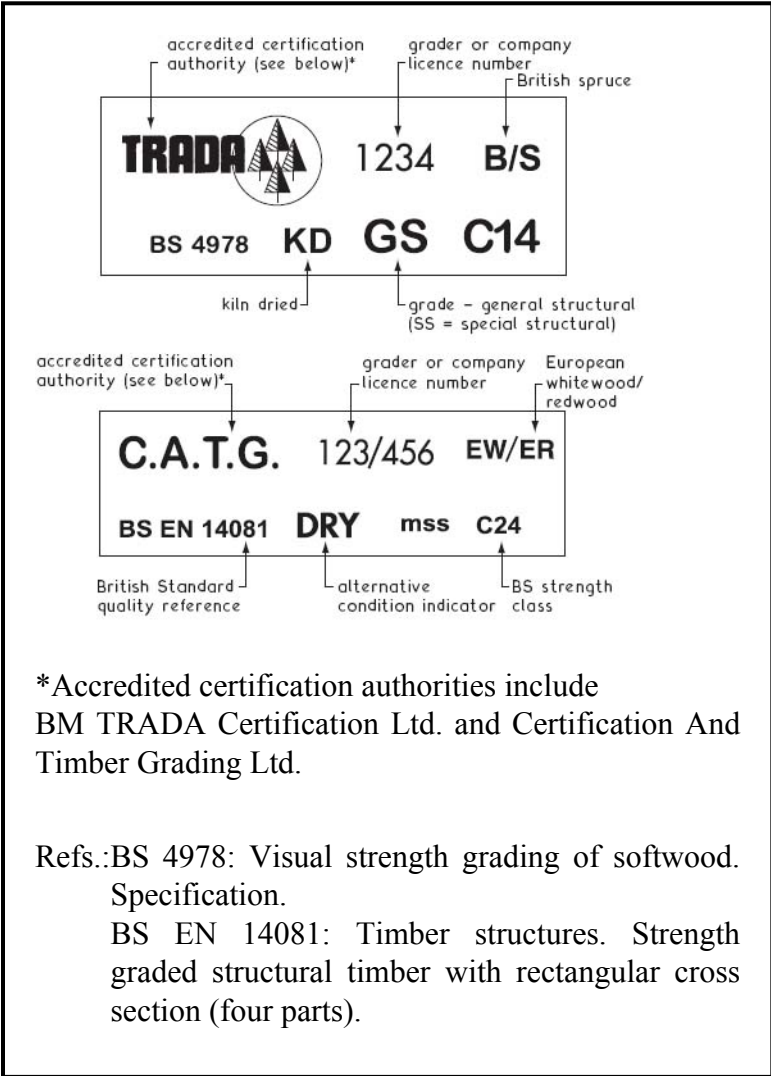 accredited certification
authority (see below)*
grader or company
licence number
British spruce
TRADA
1234
B/S
BS 4978
KD
GS
C14
kiln dried
grade – general structural
(SS = special structural)
accredited certification
authority (see below)*
grader or company
licence number
European
whitewood/
redwood
C.A.T.G.
123/456
EW/ER
BS EN 14081
DRY
mss
C24
British Standard
quality reference
alternative
condition indicator
BS strength
class
*Accredited certification authorities include
BM TRADA Certification Ltd. and Certification And
Timber Grading Ltd.
Refs.:BS 4978: Visual strength grading of softwood.
Specification.
BS EN 14081: Timber structures. Strength
graded structural timber with rectangular cross
section (four parts).